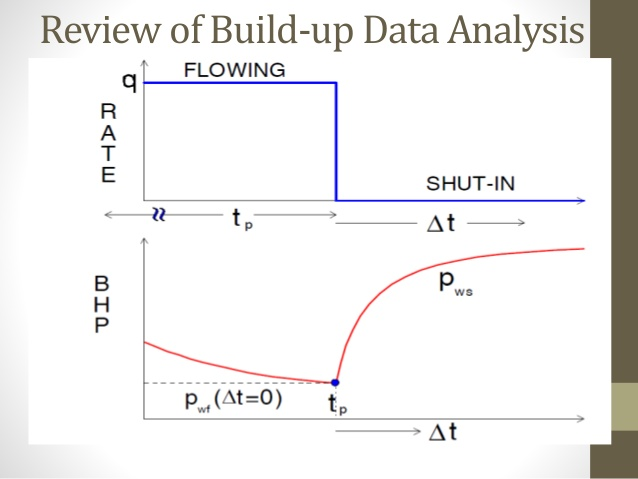 Review of Build-up Data Analysis
FLOWING
q
RATE
SHUT-IN
tp
Δt
BHP
pws
pwf (Δt=0)
tp
Δt